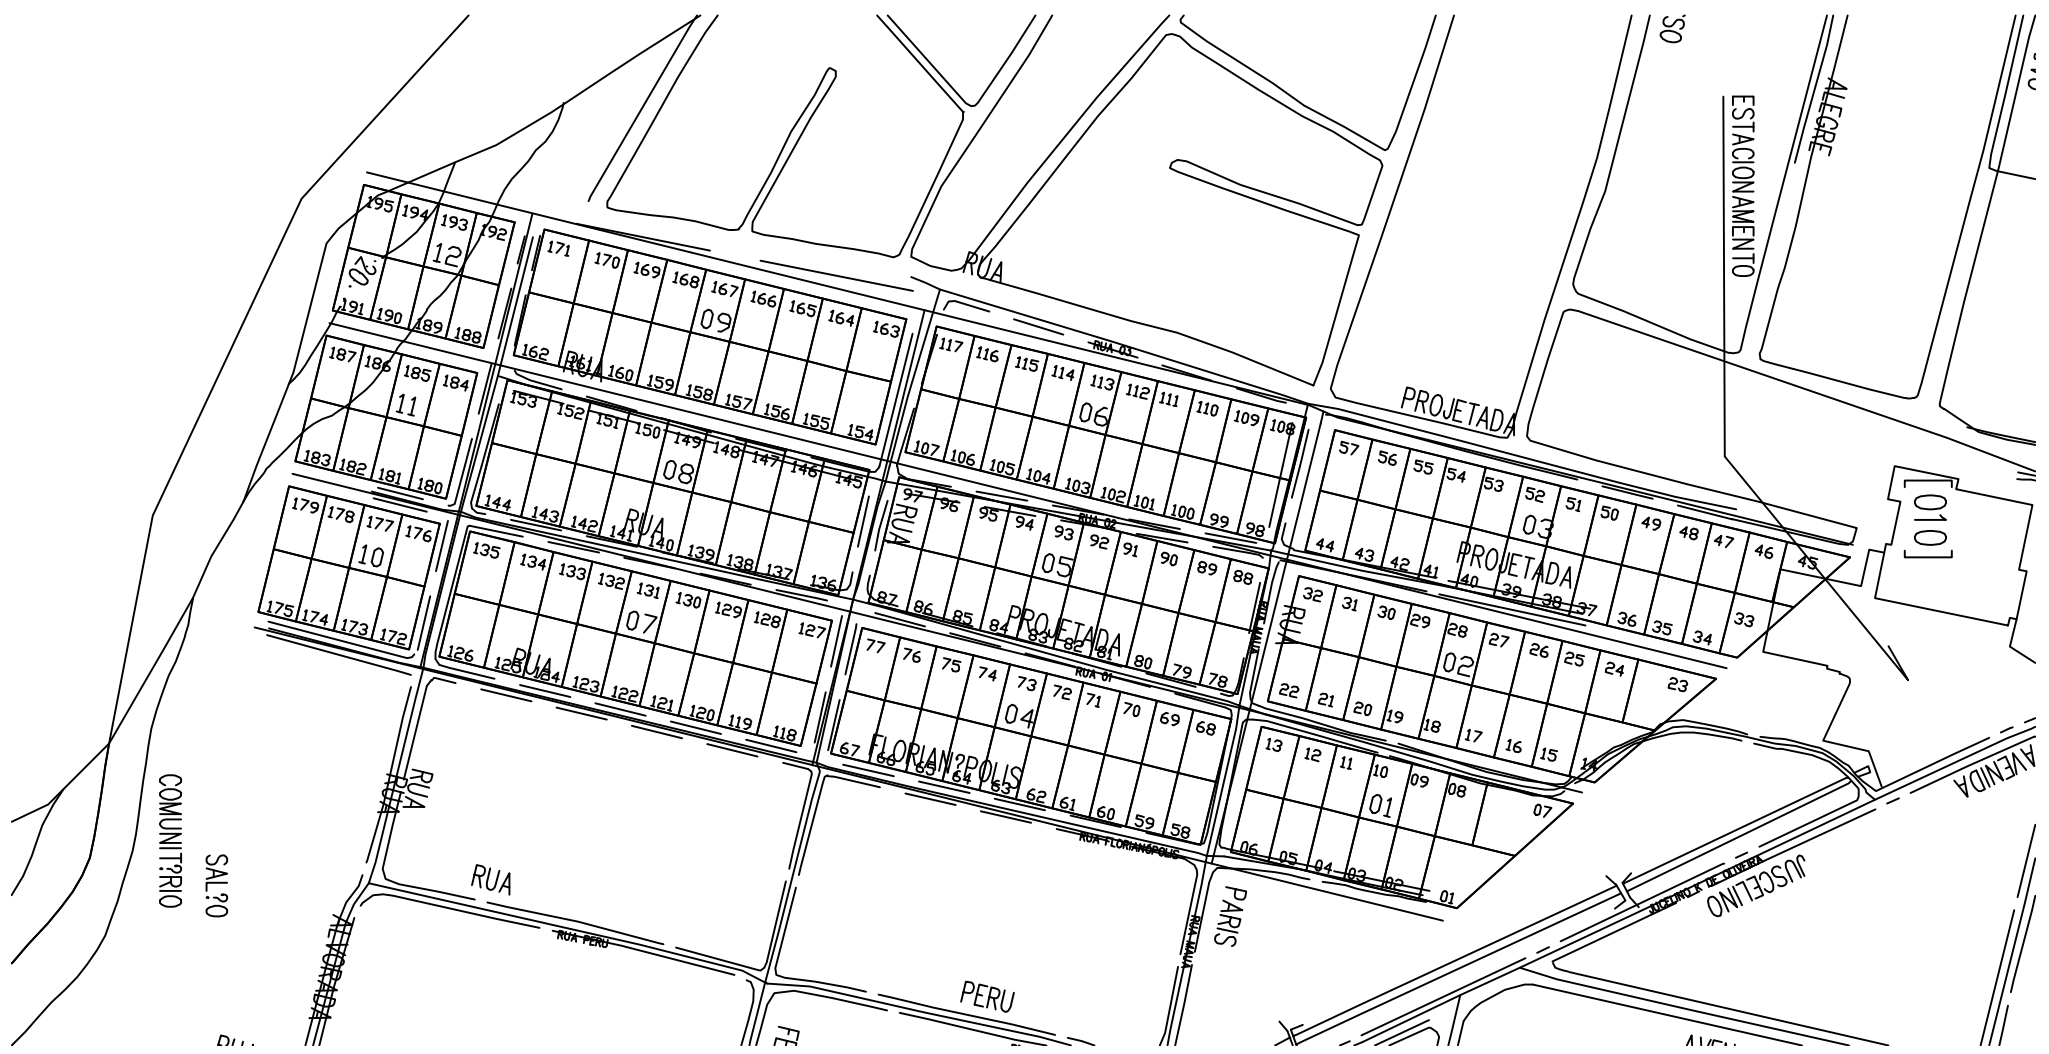 SO
ALEGRE
ESTACIONAMENTO
195 194 193 192
12
20.
191 190 189 188
171 170 169 168 167 166 165 164 163
09
162 161 160 159 158 157 156 155 154
RUA
RUA
RUA 03
117 116 115 114 113 112 111 110 109 108
06
107 106 105 104 103 102 101 100 99 98
PROJETADA
57 56 55 54 53 52 51 50 49 48 47 46 45
03
44 43 42 41 40 39 38 37 36 35 34 33
PROJETADA
[010]
187 186 185 184
11
183 182 181 180
153 152 151 150 149 148 147 146 145
08
144 143 142 141 140 139 138 137 136
RUA
RUA
RUA 02
97 96 95 94 93 92 91 90 89 88
05
87 86 85 84 83 82 81 80 79 78
PROJETADA
RUA MAUA
RUA
32 31 30 29 28 27 26 25 24 23
02
22 21 20 19 18 17 16 15 14
179 178 177 176
10
175 174 173 172
135 134 133 132 131 130 129 128 127
07
126 125 124 123 122 121 120 119 118
RUA
RUA 01
77 76 75 74 73 72 71 70 69 68
04
67 66 65 64 63 62 61 60 59 58
FLORIAN?POLIS
RUA FLORIANÓPOLIS
13 12 11 10 09 08 07
01
06 05 04 03 02 01
AVENIDA
JUSCELINO
JUCELINO K DE OLIVEIRA
COMUNIT?RIO
SAL?O
RUA
RUA
ALVORADA
RUA
RUA PERU
PERU
PARIS
RUA MAUA